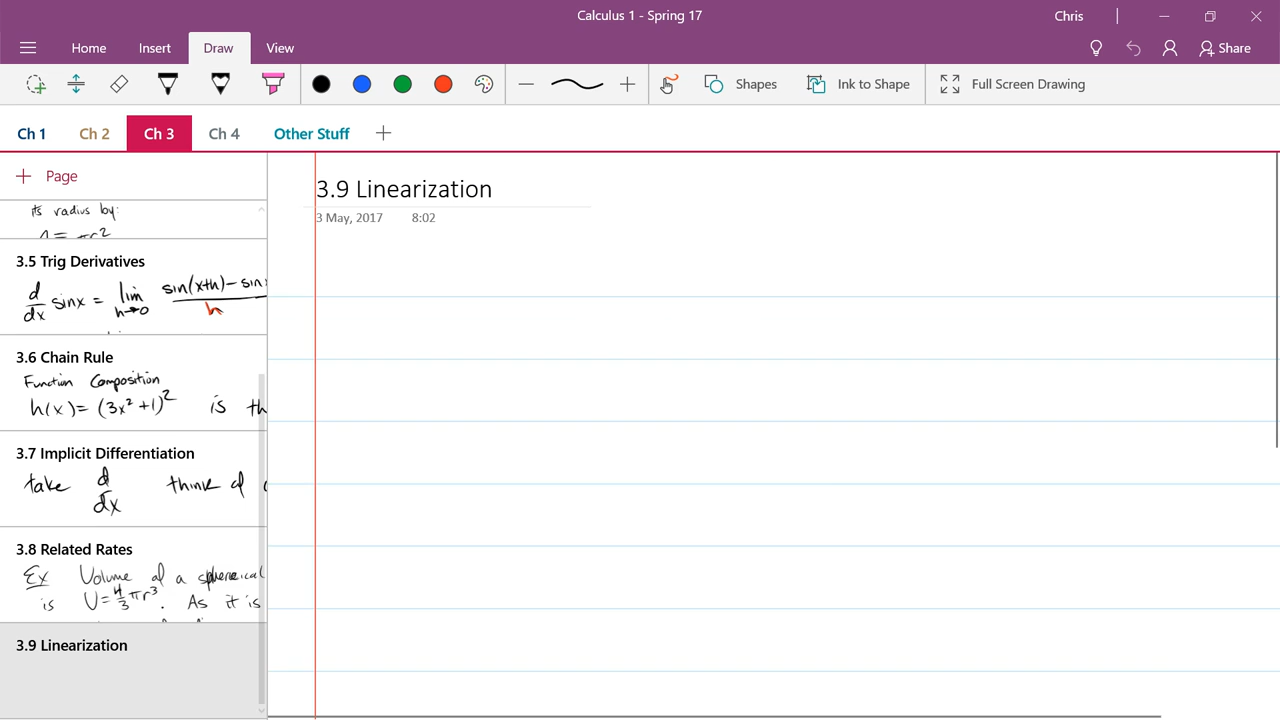 Calculus 1 - Spring 17
Chris
Home Insert Draw View
Share
Shapes
Ink to Shape
Full Screen Drawing
Ch 1 Ch 2 Ch 3 Ch 4 Other Stuff
Page
its radius by:
A = πr²
3.5 Trig Derivatives
d/dx sinx = lim h→0 sin(x+h) - sin / h
3.6 Chain Rule
Function Composition
h(x) = (3x² + 1)² is th
3.7 Implicit Differentiation
take d/dx think of
3.8 Related Rates
Ex Volume of a spherical
is V = 4/3 πr³. As it is
3.9 Linearization
3.9 Linearization
3 May, 2017 8:02